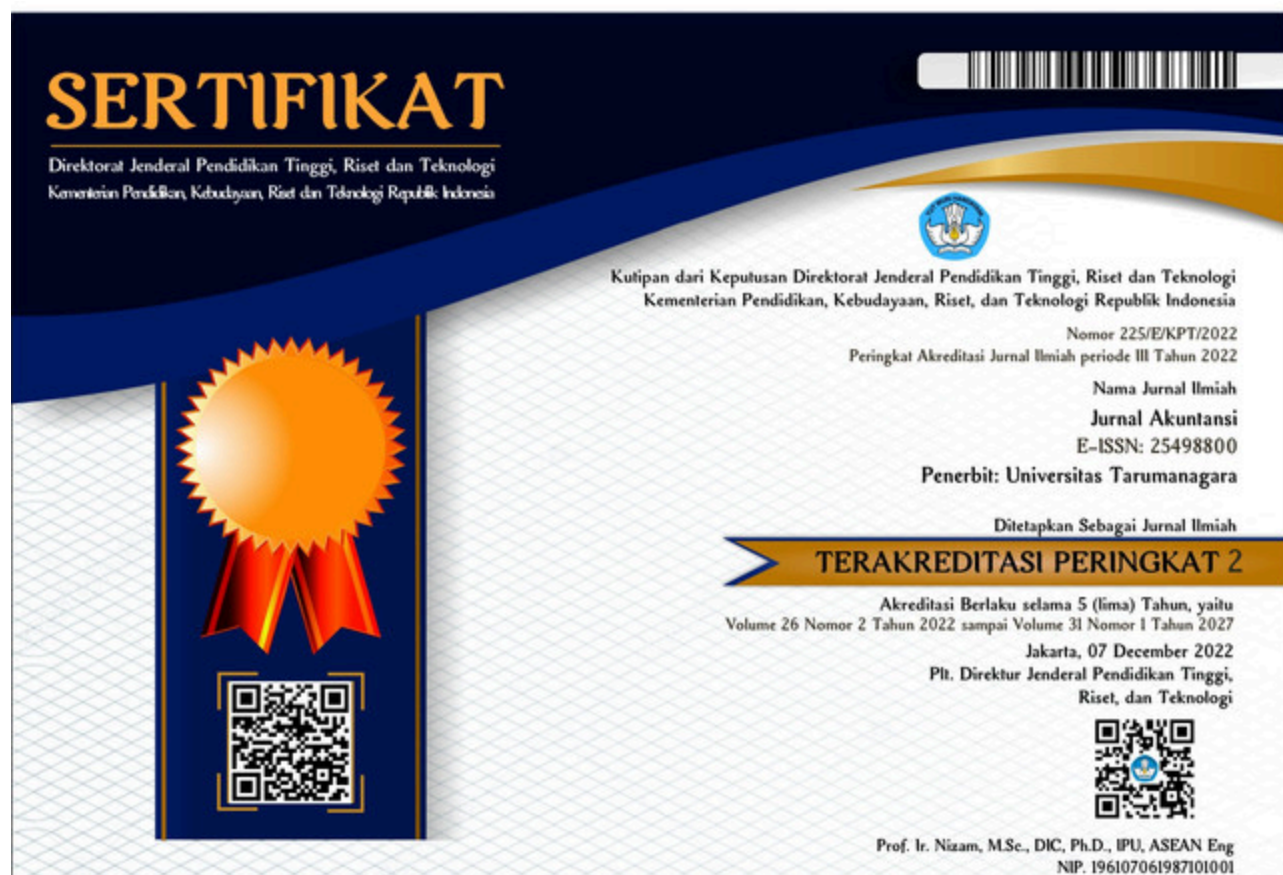 SERTIFIKAT
Direktorat Jenderal Pendidikan Tinggi, Riset dan Teknologi
Kementerian Pendidikan, Kebudayaan, Riset dan Teknologi Republik Indonesia
Kutipan dari Keputusan Direktorat Jenderal Pendidikan Tinggi, Riset dan Teknologi
Kementerian Pendidikan, Kebudayaan, Riset, dan Teknologi Republik Indonesia
Nomor 225/E/KPT/2022
Peringkat Akreditasi Jurnal Ilmiah periode III Tahun 2022
Nama Jurnal Ilmiah
Jurnal Akuntansi
E-ISSN: 25498800
Penerbit: Universitas Tarumanagara
Ditetapkan Sebagai Jurnal Ilmiah
TERAKREDITASI PERINGKAT 2
Akreditasi Berlaku selama 5 (lima) Tahun, yaitu
Volume 26 Nomor 2 Tahun 2022 sampai Volume 31 Nomor 1 Tahun 2027
Jakarta, 07 December 2022
Plt. Direktur Jenderal Pendidikan Tinggi,
Riset, dan Teknologi
Prof. Ir. Nizam, M.Sc., DIC, Ph.D., IPU, ASEAN Eng
NIP. 196107061987101001